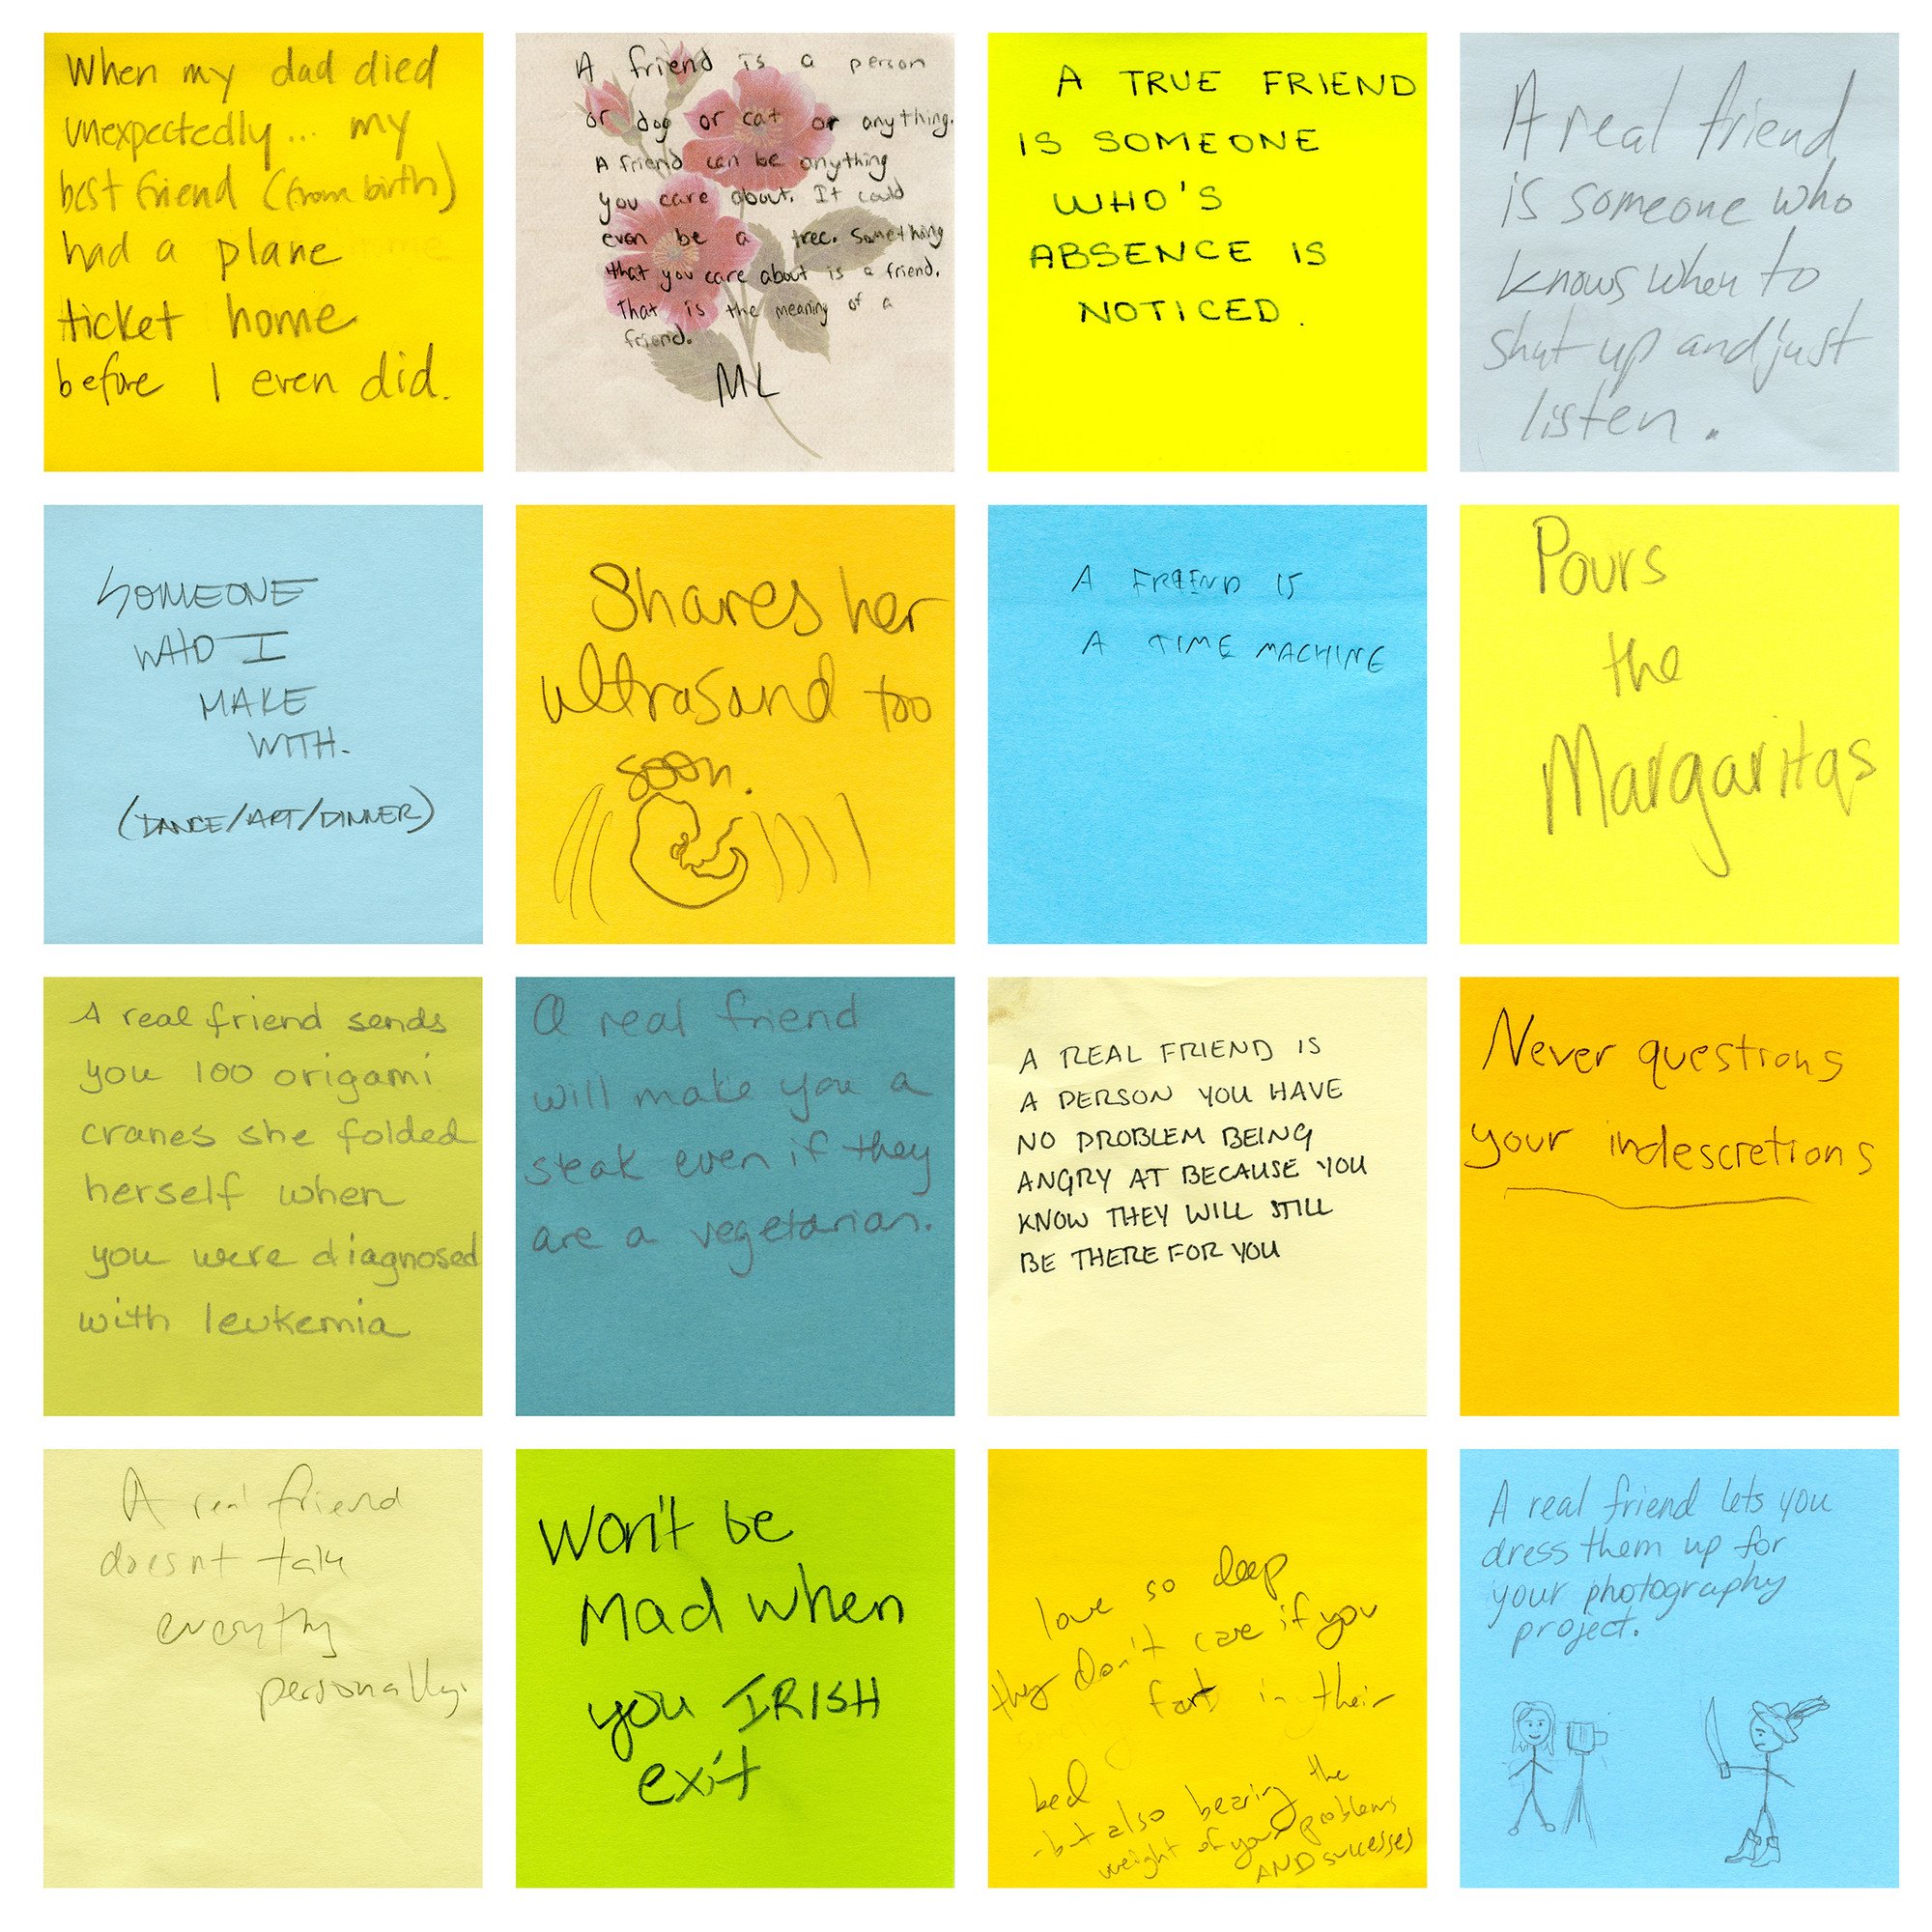 When my dad died
unexpectedly... my
best friend (from birth)
had a plane
ticket home
before I even did.
A friend is a person
or dog or cat or anything.
A friend can be anything
you care about. It could
even be a tree. Something
that you care about is a friend.
That is the meaning of a
friend.
ML
A TRUE FRIEND
IS SOMEONE
WHO'S
ABSENCE IS
NOTICED.
A real friend
is someone who
knows when to
shut up and just
listen.
SOMEONE
WHO I
MAKE
WITH.
(DANCE/ART/DINNER)
Shares her
ultrasound too
soon.
A FRIEND IS
A TIME MACHINE
Pours
the
Margaritas
A real friend sends
you 100 origami
cranes she folded
herself when
you were diagnosed
with leukemia
A real friend
will make you a
steak even if they
are a vegetarian.
A REAL FRIEND IS
A PERSON YOU HAVE
NO PROBLEM BEING
ANGRY AT BECAUSE YOU
KNOW THEY WILL STILL
BE THERE FOR YOU
Never questions
your indescretions
A real friend
doesnt take
everythg
personally.
Won't be
Mad when
you IRISH
exit
love so deep
they don't care if you
fart in their
bed
-but also bearing the
weight of your problems
AND successes
A real friend lets you
dress them up for
your photography
project.